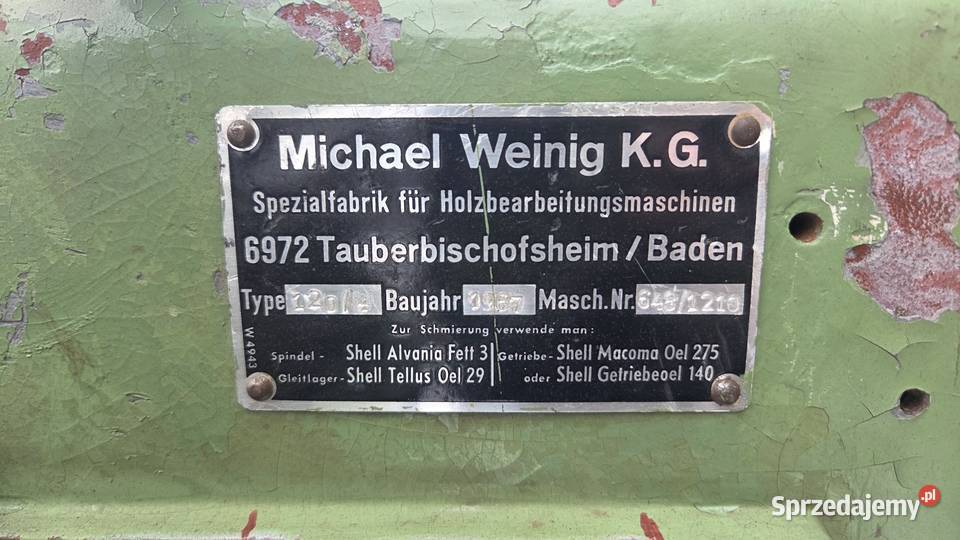 Michael Weinig K.G.
Spezialfabrik für Holzbearbeitungsmaschinen
6972 Tauberbischofsheim/Baden
Type Baujahr Masch.Nr. 648/1210
Zur Schmierung verwende man:
Spindel- Shell Alvania Fett 3 Getriebe- Shell Macoma Oel 275
Gleitlager- Shell Tellus Oel 29 oder Shell Getriebeoel 140
W 4943
Sprzedajemy.pl